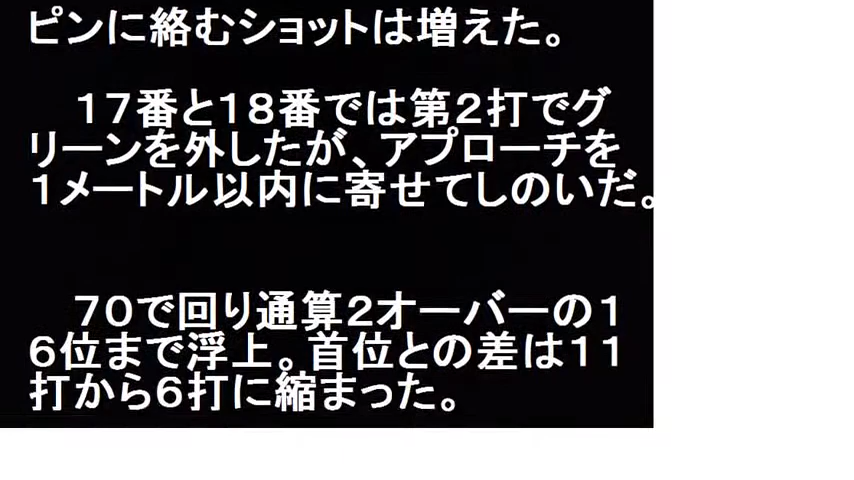 ピンに絡むショットは増えた。
１７番と１８番では第２打でグ
リーンを外したが、アプローチを
１メートル以内に寄せてしのいだ。
７０で回り通算２オーバーの１
６位まで浮上。首位との差は１１
打から６打に縮まった。